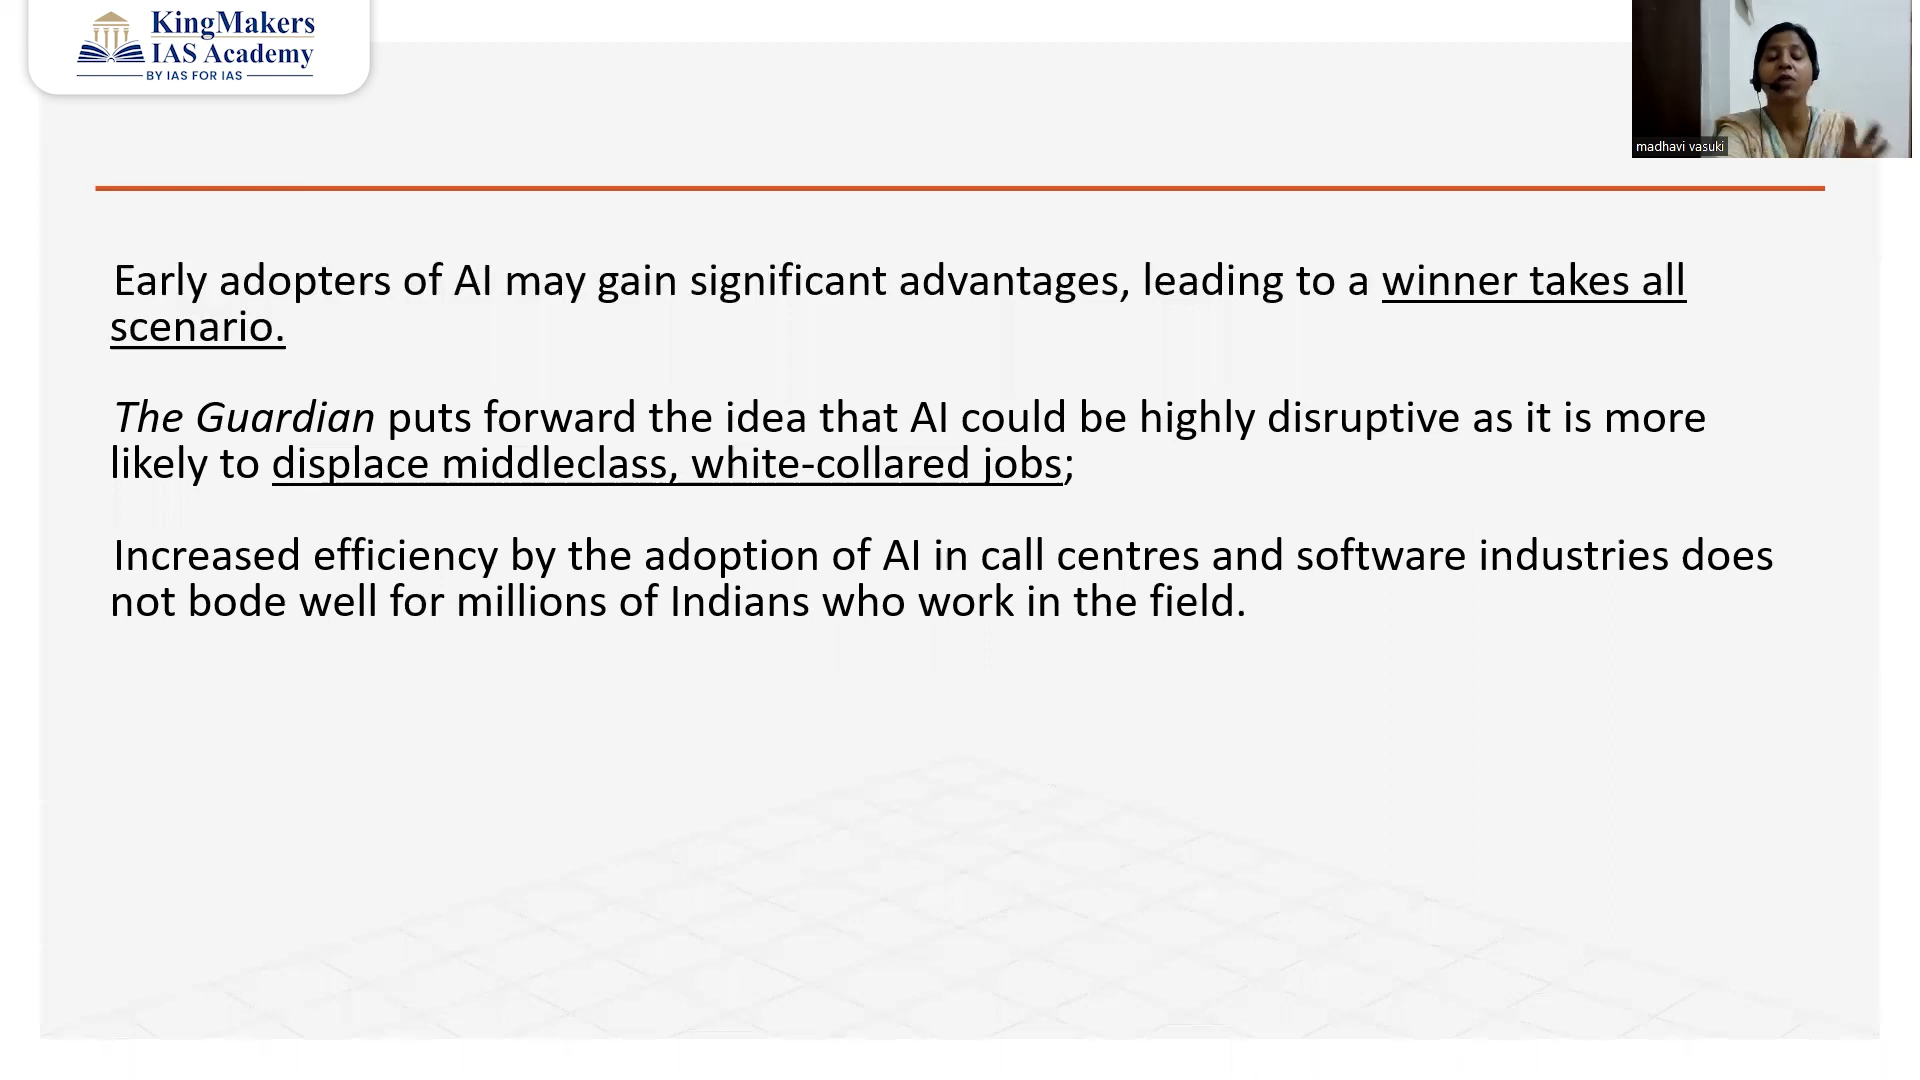 KingMakers
IAS Academy
BY IAS FOR IAS
madhavi vasuki
Early adopters of AI may gain significant advantages, leading to a winner takes all
scenario.
The Guardian puts forward the idea that AI could be highly disruptive as it is more
likely to displace middleclass, white-collared jobs;
Increased efficiency by the adoption of AI in call centres and software industries does
not bode well for millions of Indians who work in the field.